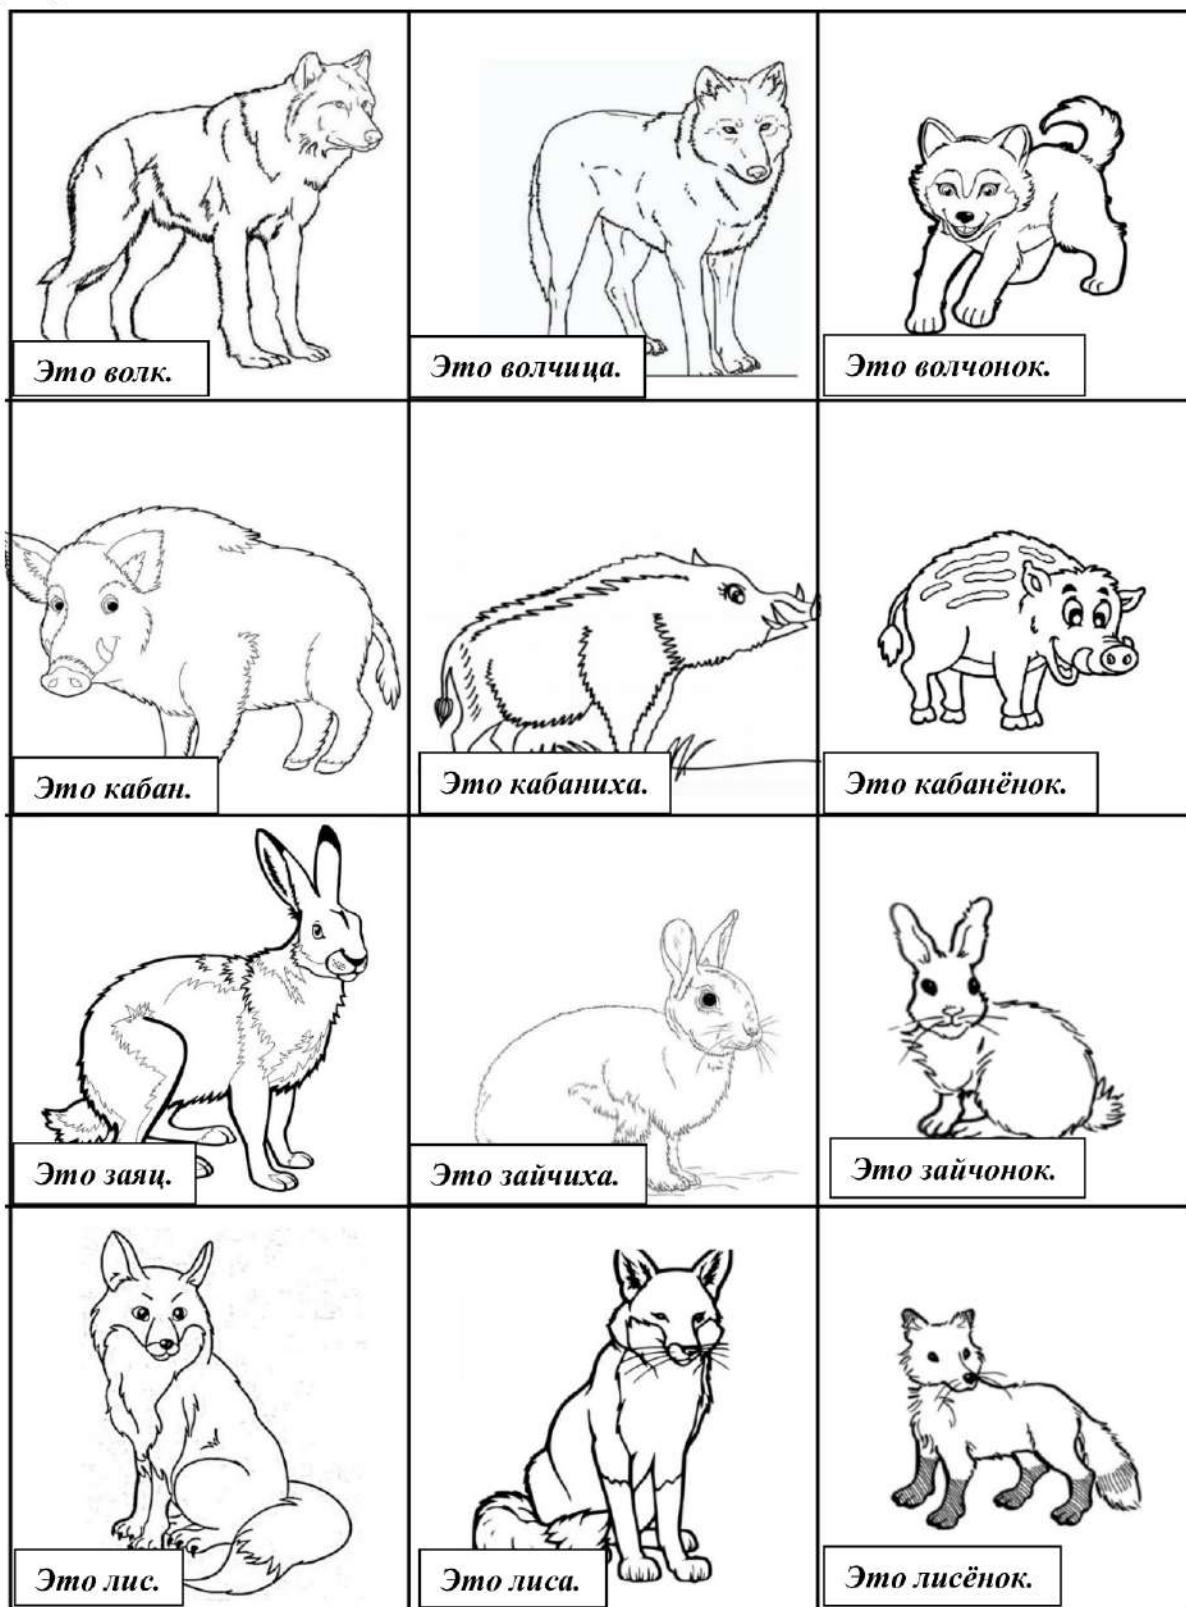 Это волк.
Это волчица.
Это волчонок.
Это кабан.
Это кабаниха.
Это кабанёнок.
Это заяц.
Это зайчиха.
Это зайчонок.
Это лис.
Это лиса.
Это лисёнок.